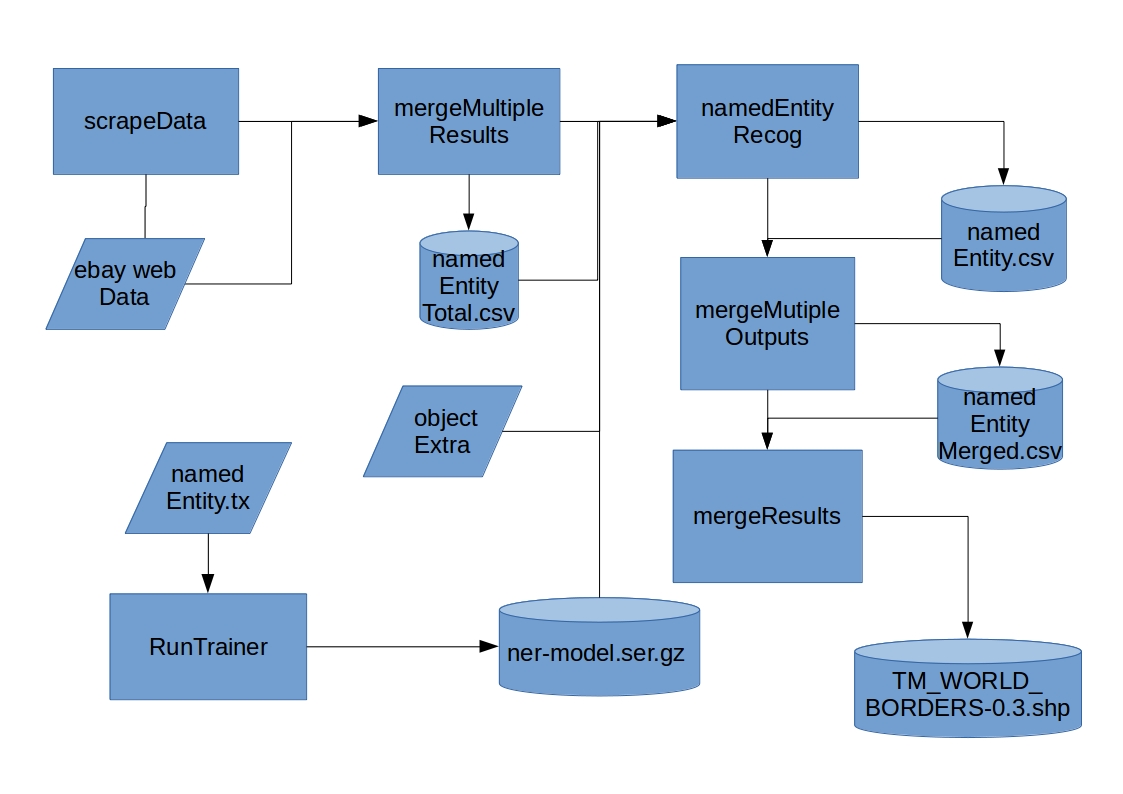 scrapeData
mergeMultiple
Results
namedEntity
Recog
ebay web
Data
named
Entity
Total.csv
named
Entity.csv
mergeMutiple
Outputs
object
Extra
named
Entity
Merged.csv
named
Entity.tx
mergeResults
RunTrainer
ner-model.ser.gz
TM_WORLD_
BORDERS-0.3.shp